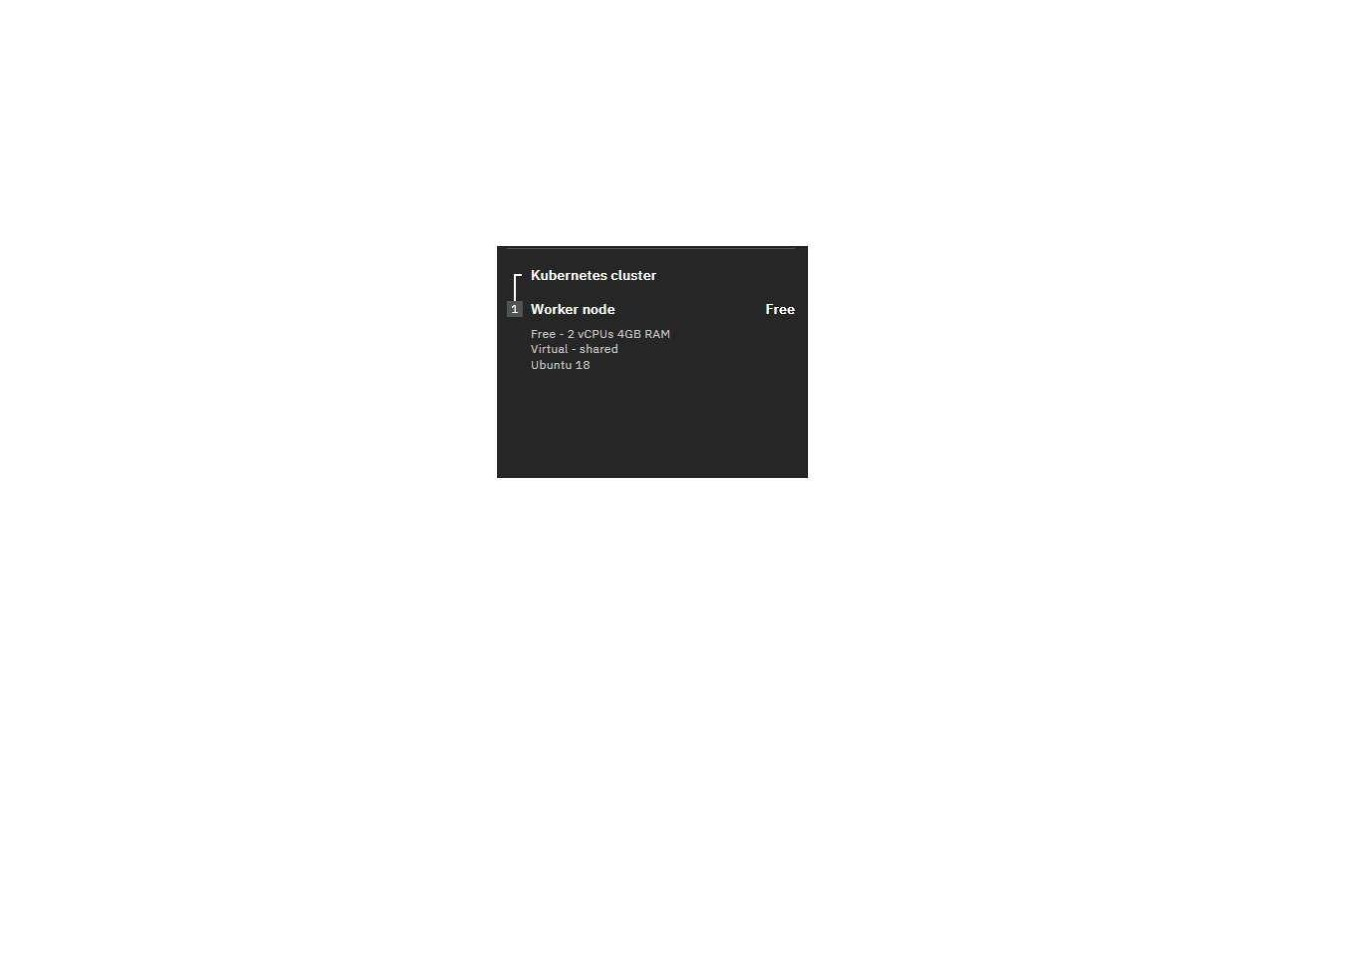 Kubernetes cluster
1 Worker node Free
Free - 2 vCPUs 4GB RAM
Virtual - shared
Ubuntu 18